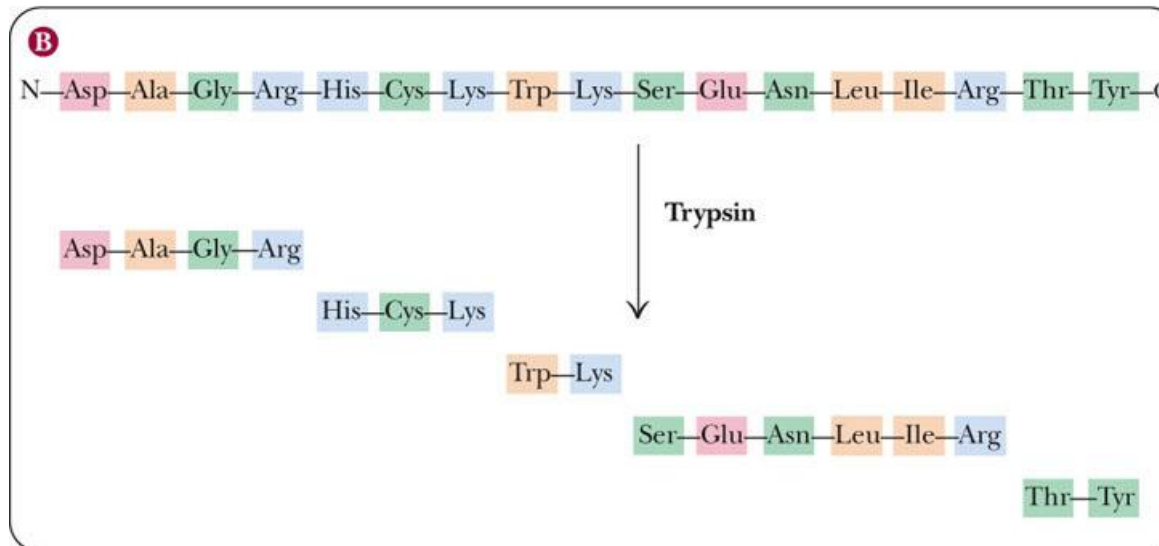 B
N—Asp—Ala—Gly—Arg—His—Cys—Lys—Trp—Lys—Ser—Glu—Asn—Leu—Ile—Arg—Thr—Tyr—
Trypsin
Asp—Ala—Gly—Arg
His—Cys—Lys
Trp—Lys
Ser—Glu—Asn—Leu—Ile—Arg
Thr—Tyr